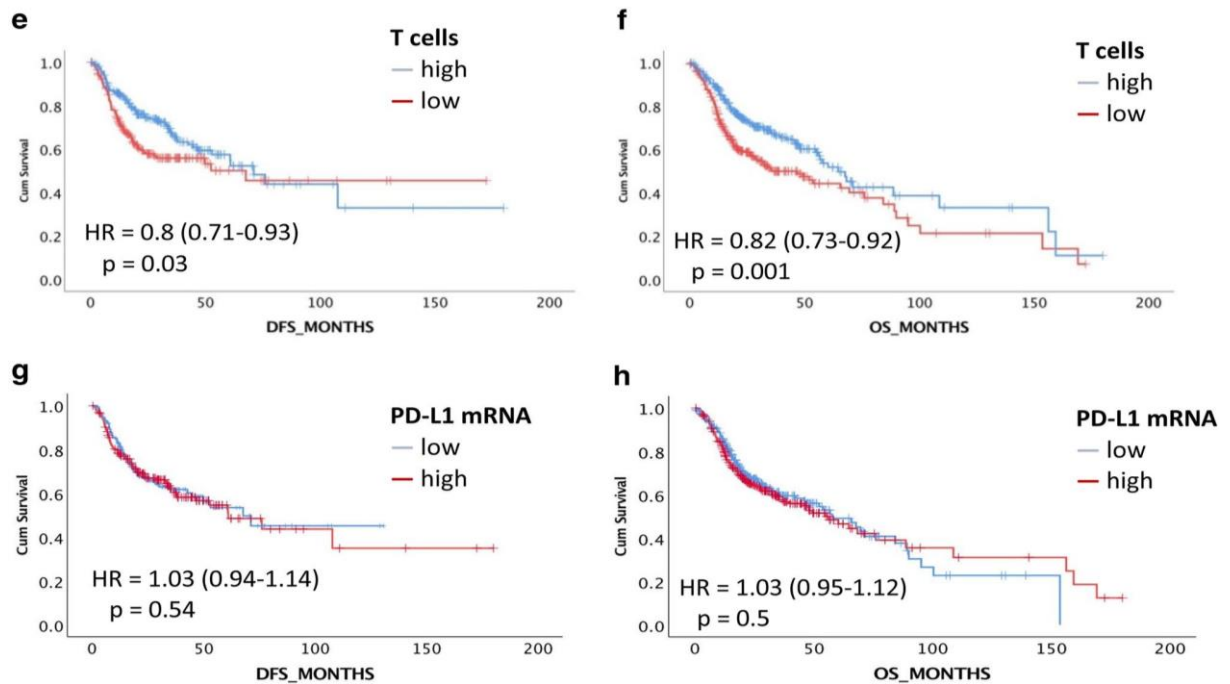 e
T cells
high
low
1.0
0.8
0.6
0.4
0.2
0.0
Cum Survival
HR = 0.8 (0.71-0.93)
p = 0.03
0 50 100 150 200
DFS_MONTHS
f
T cells
high
low
1.0
0.8
0.6
0.4
0.2
0.0
Cum Survival
HR = 0.82 (0.73-0.92)
p = 0.001
0 50 100 150 200
OS_MONTHS
g
PD-L1 mRNA
low
high
1.0
0.8
0.6
0.4
0.2
0.0
Cum Survival
HR = 1.03 (0.94-1.14)
p = 0.54
0 50 100 150 200
DFS_MONTHS
h
PD-L1 mRNA
low
high
1.0
0.8
0.6
0.4
0.2
0.0
Cum Survival
HR = 1.03 (0.95-1.12)
p = 0.5
0 50 100 150 200
OS_MONTHS